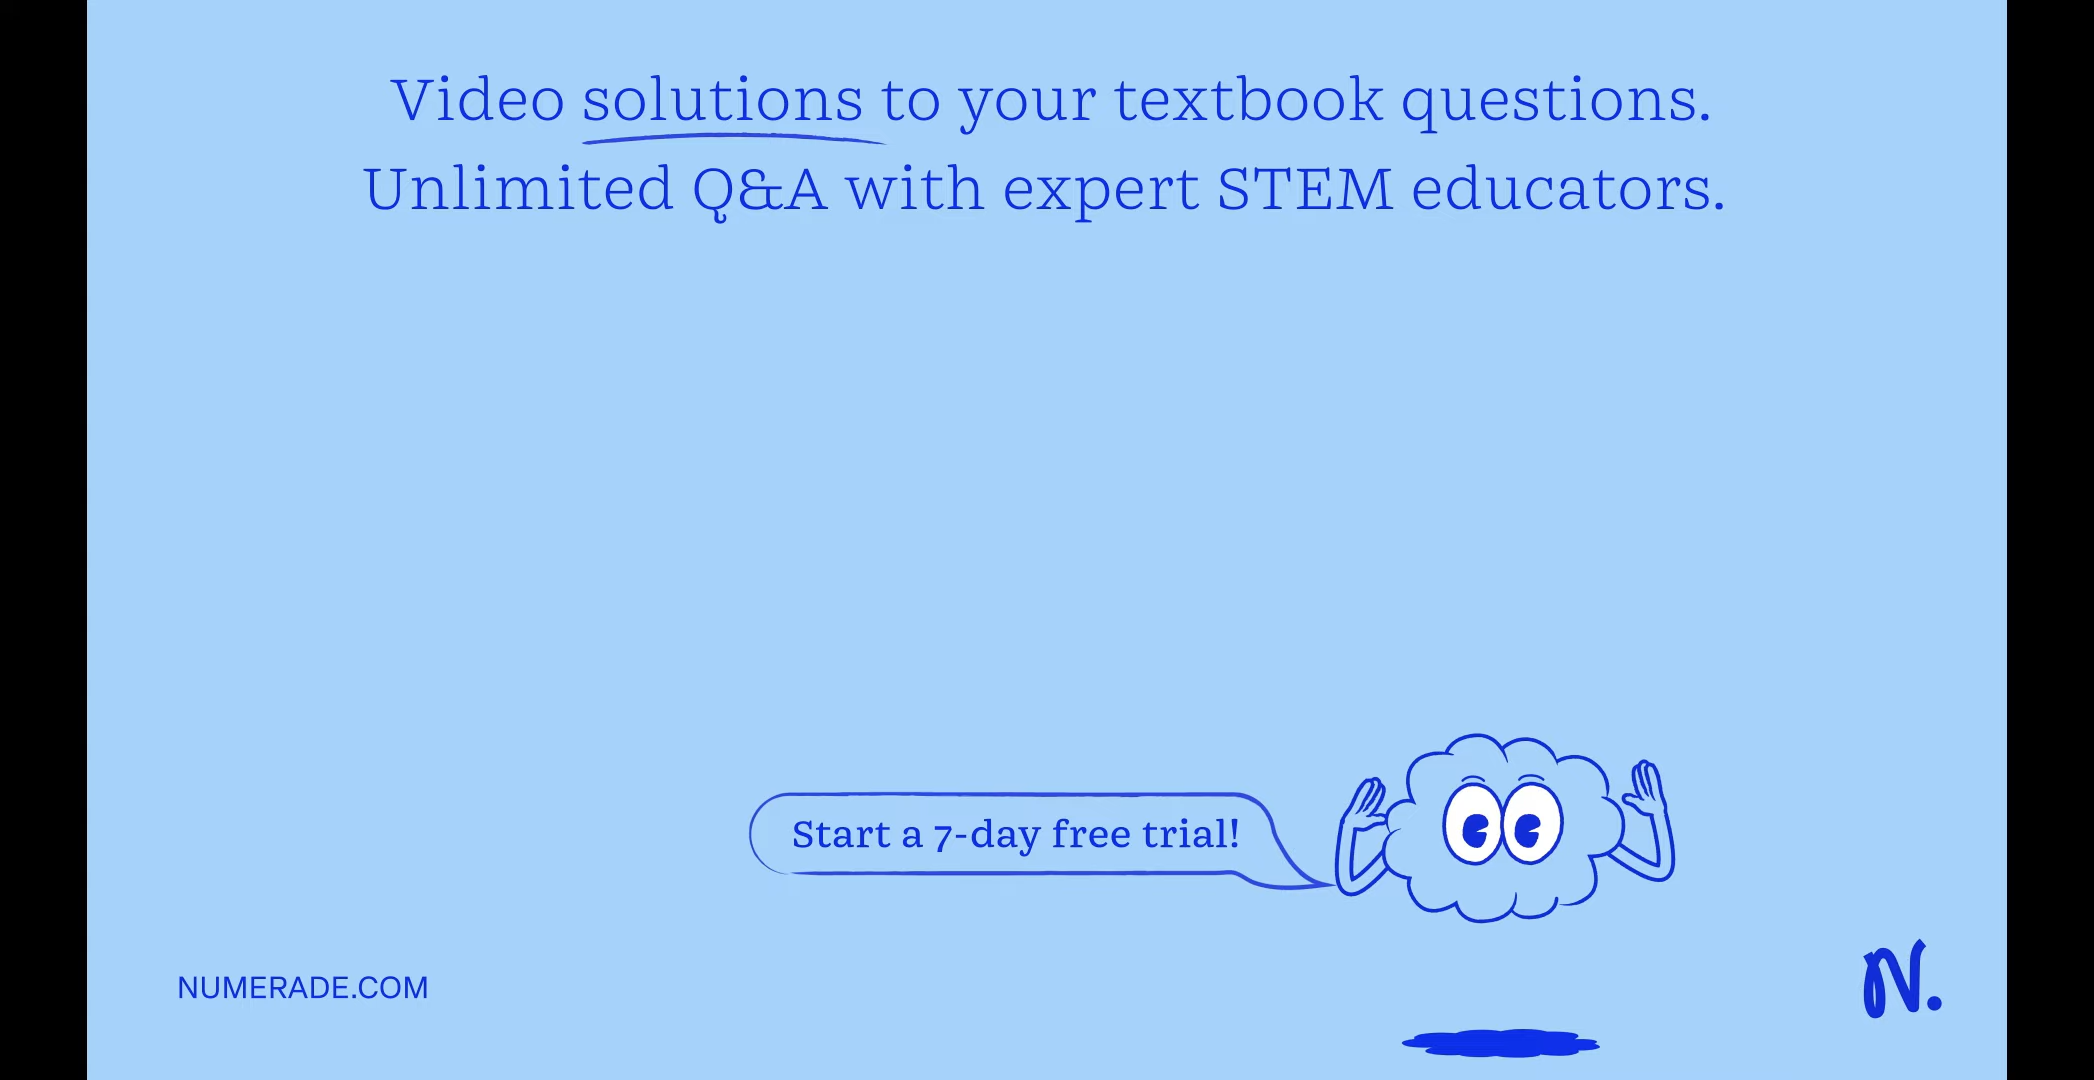 Video solutions to your textbook questions.
Unlimited Q&A with expert STEM educators.
Start a 7-day free trial!
NUMERADE.COM
N.